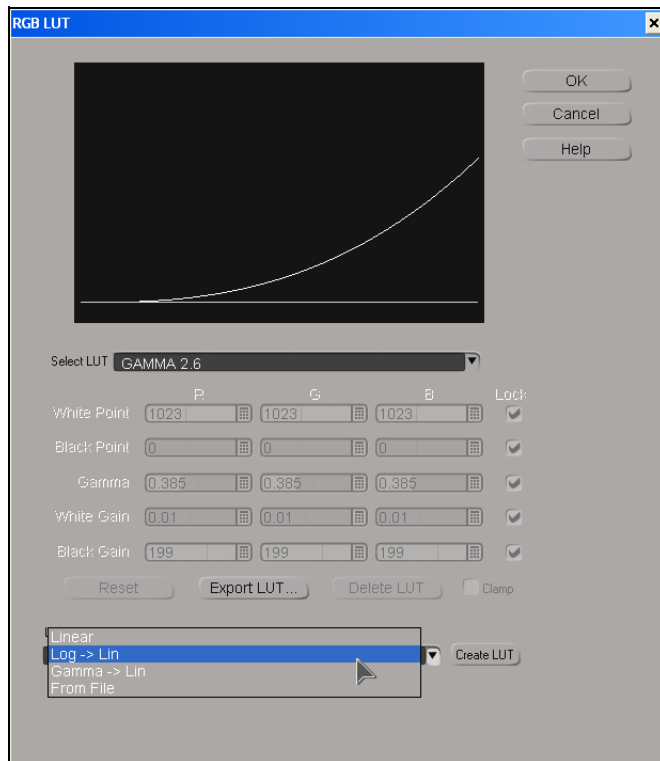 RGB LUT
OK
Cancel
Help
Select LUT GAMMA 2.6
R G B Lock
White Point 1023 1023 1023
Black Point 0 0 0
Gamma 0.385 0.385 0.385
White Gain 0.01 0.01 0.01
Black Gain 199 199 199
Reset Export LUT... Delete LUT Clamp
Linear
Log -> Lin Create LUT
Gamma -> Lin
From File